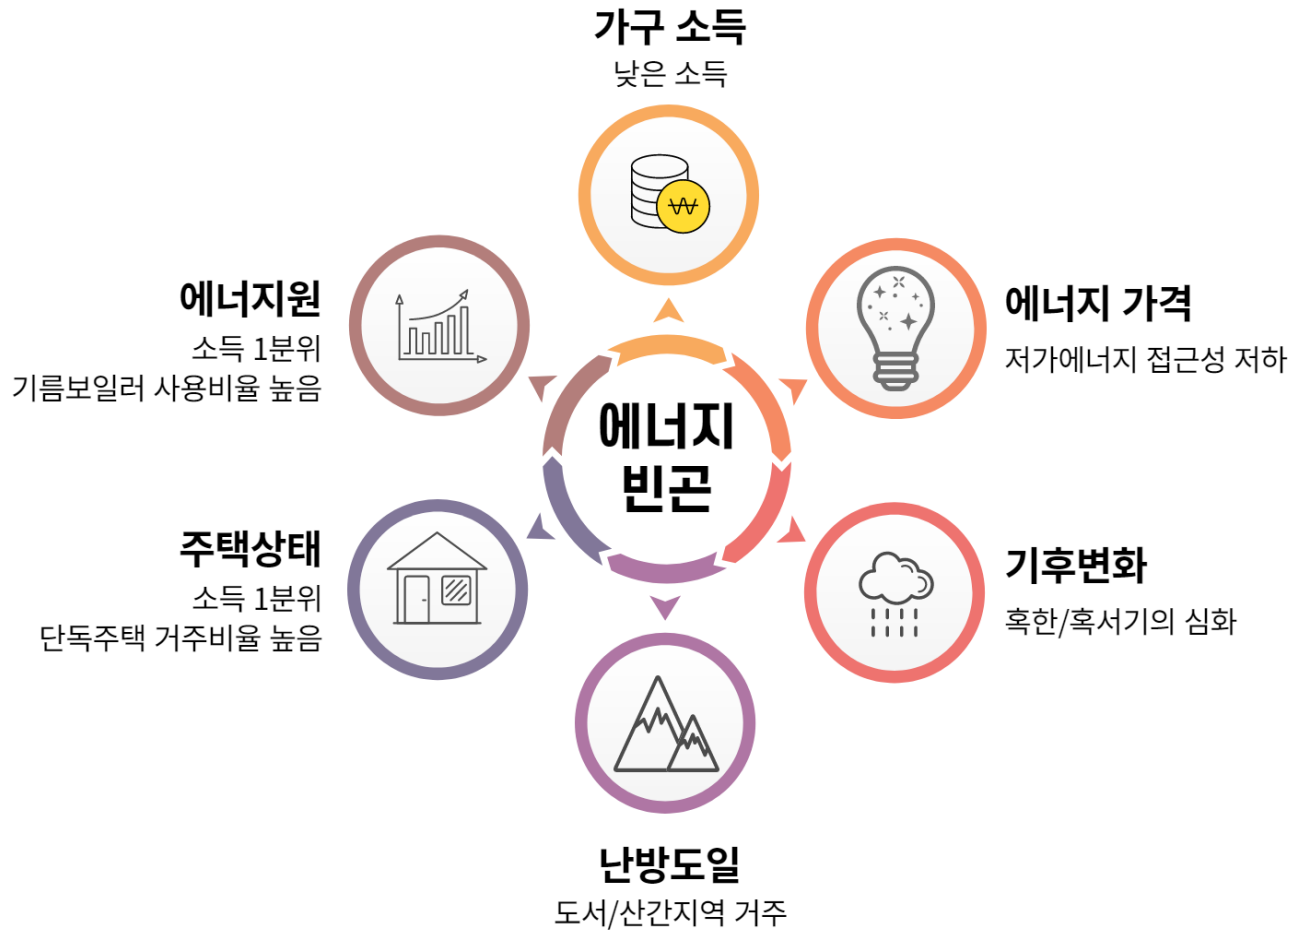 가구 소득
낮은 소득
에너지원
소득 1분위
기름보일러 사용비율 높음
에너지 가격
저가에너지 접근성 저하
에너지
빈곤
주택상태
소득 1분위
단독주택 거주비율 높음
기후변화
혹한/혹서기의 심화
난방도일
도서/산간지역 거주